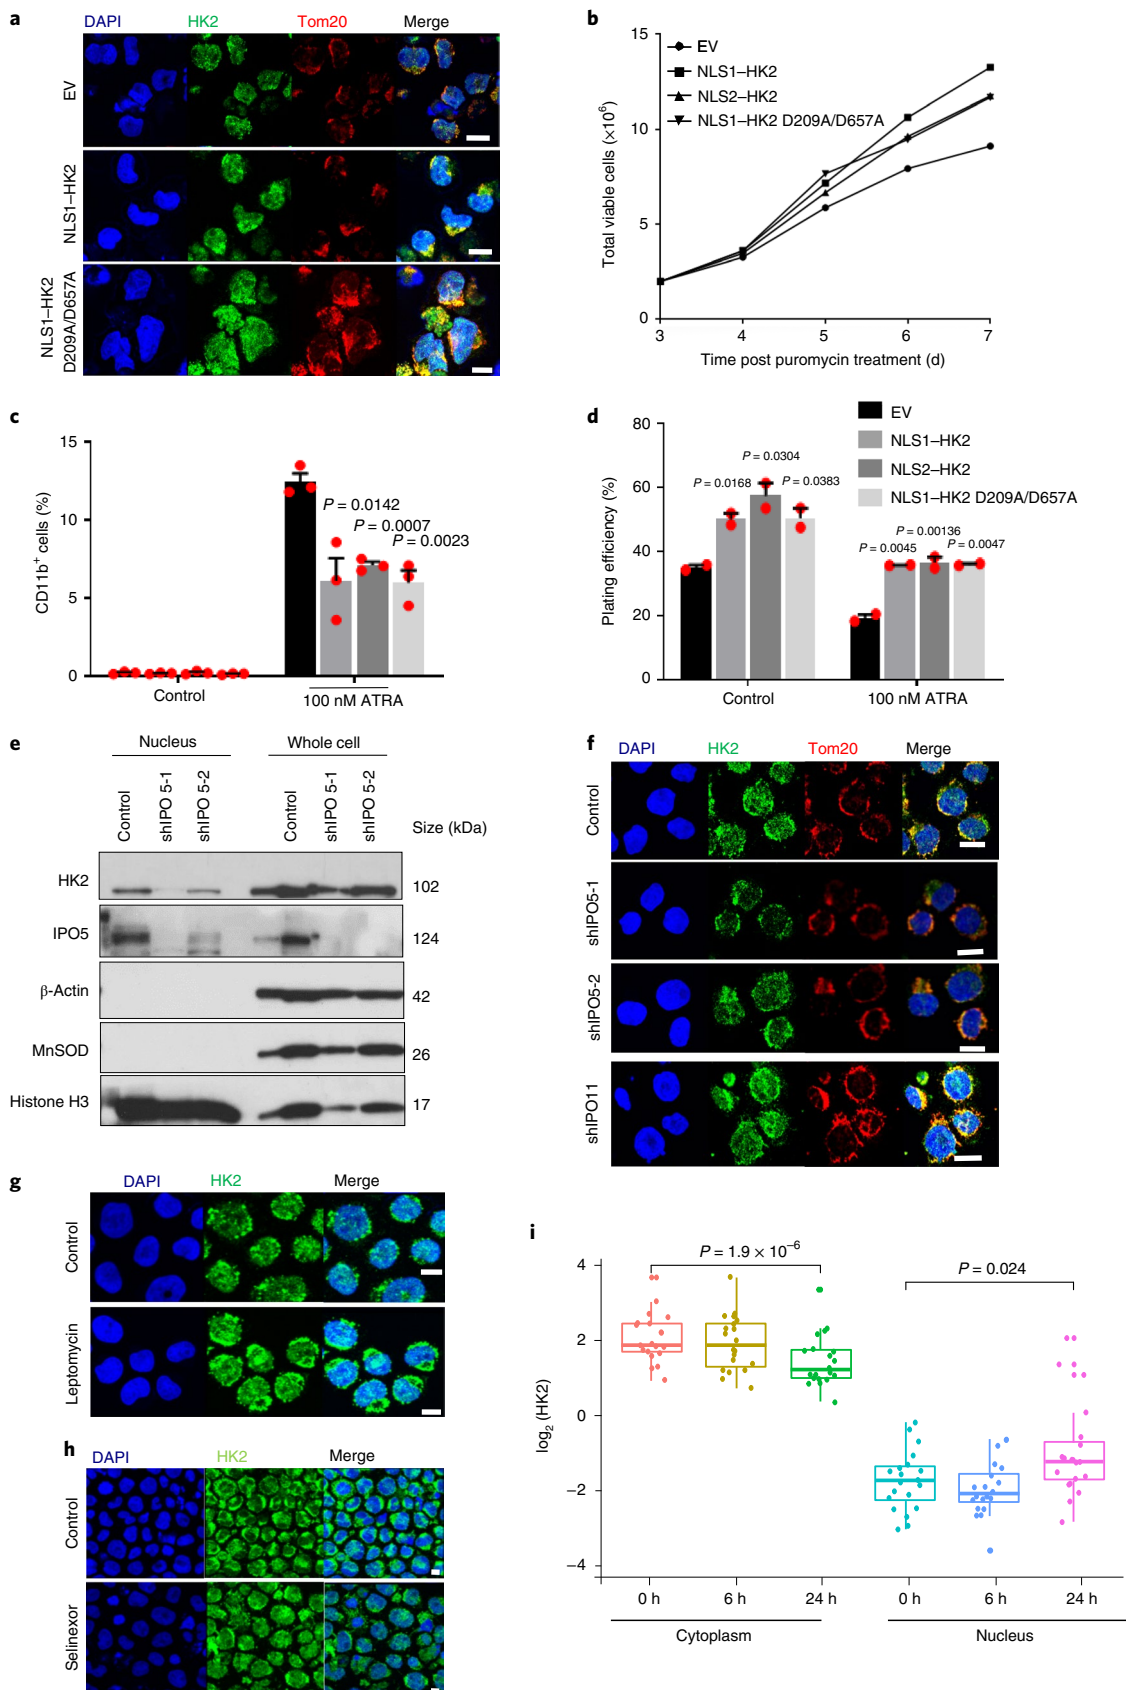 a
DAPI HK2 Tom20 Merge
EV
NLS1–HK2
NLS1–HK2
D209A/D657A
b
EV
NLS1–HK2
NLS2–HK2
NLS1–HK2 D209A/D657A
15
10
5
0
Total viable cells (×10⁶)
3 4 5 6 7
Time post puromycin treatment (d)
c
15
10
5
0
CD11b⁺ cells (%)
P = 0.0142
P = 0.0007
P = 0.0023
Control
100 nM ATRA
d
EV
NLS1–HK2
NLS2–HK2
NLS1–HK2 D209A/D657A
80
60
40
20
0
Plating efficiency (%)
P = 0.0304
P = 0.0168
P = 0.0383
P = 0.00136
P = 0.0045
P = 0.0047
Control
100 nM ATRA
e
Nucleus Whole cell
Control shIPO 5-1 shIPO 5-2 Control shIPO 5-1 shIPO 5-2
Size (kDa)
HK2 102
IPO5 124
β-Actin 42
MnSOD 26
Histone H3 17
f
DAPI HK2 Tom20 Merge
Control
shIPO5-1
shIPO5-2
shIPO11
g
DAPI HK2 Merge
Control
Leptomycin
h
DAPI HK2 Merge
Control
Selinexor
i
P = 1.9 × 10⁻⁶
P = 0.024
4
2
0
−2
−4
log₂ (HK2)
0 h 6 h 24 h 0 h 6 h 24 h
Cytoplasm Nucleus